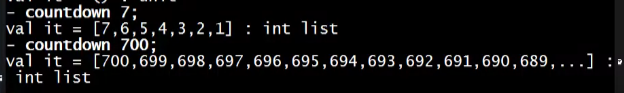 - countdown 7;
val it = [7,6,5,4,3,2,1] : int list
- countdown 700;
val it = [700,699,698,697,696,695,694,693,692,691,690,689,...] :
int list